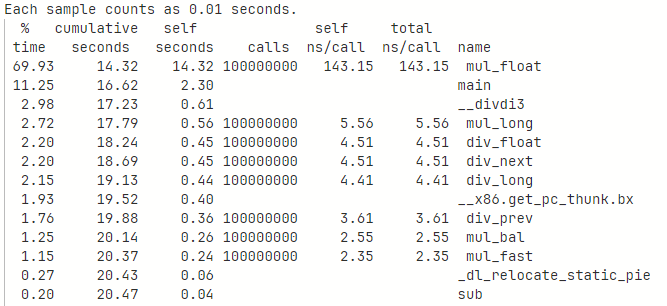 Each sample counts as 0.01 seconds.
  %   cumulative   self              self     total
 time   seconds   seconds    calls  ns/call  ns/call  name
69.93     14.32    14.32 100000000   143.15   143.15  mul_float
11.25     16.62     2.30                             main
 2.98     17.23     0.61                             __divdi3
 2.72     17.79     0.56 100000000     5.56     5.56  mul_long
 2.20     18.24     0.45 100000000     4.51     4.51  div_float
 2.20     18.69     0.45 100000000     4.51     4.51  div_next
 2.15     19.13     0.44 100000000     4.41     4.41  div_long
 1.93     19.52     0.40                             __x86.get_pc_thunk.bx
 1.76     19.88     0.36 100000000     3.61     3.61  div_prev
 1.25     20.14     0.26 100000000     2.55     2.55  mul_bal
 1.15     20.37     0.24 100000000     2.35     2.35  mul_fast
 0.27     20.43     0.06                             _dl_relocate_static_pie
 0.20     20.47     0.04                             sub